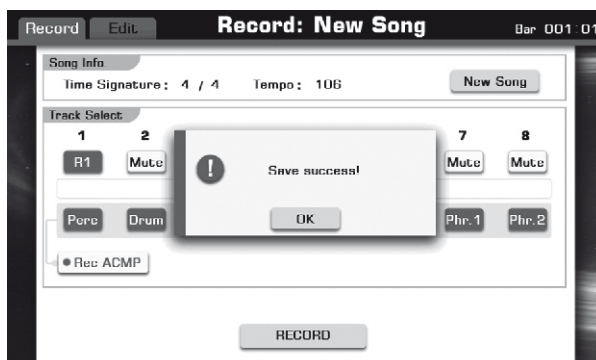 Record Edit Record: New Song Bar 001:01
Song Info
Time Signature: 4 / 4 Tempo: 106 New Song
Track Select
1 2 7 8
R1 Mute Mute Mute
! Save success!
Perc Drum OK Phr.1 Phr.2
Rec ACMP
RECORD